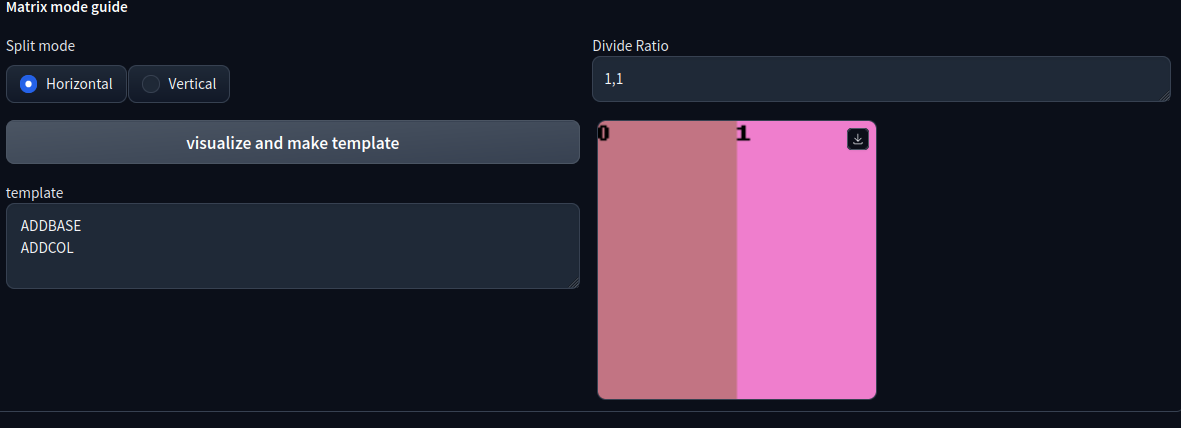 Matrix mode guide
Split mode
Horizontal
Vertical
Divide Ratio
1,1
visualize and make template
template
ADDBASE
ADDCOL
0
1